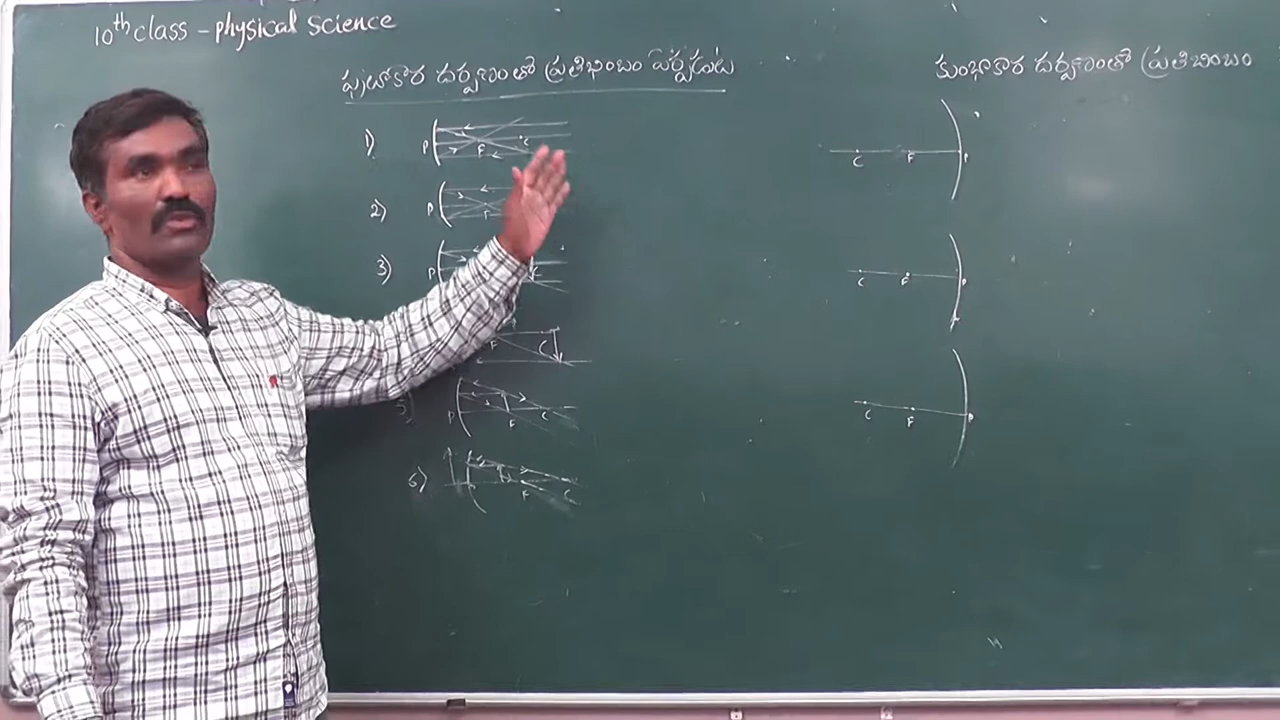 10th class - physical science
పుటాకార దర్పణంతో ప్రతిబింబం ఏర్పడుట
కుంభాకార దర్పణంతో ప్రతిబింబం
1) P F C
C F P
2) P F
3) P
C F P
F C
5) P F C
C F P
6) F C